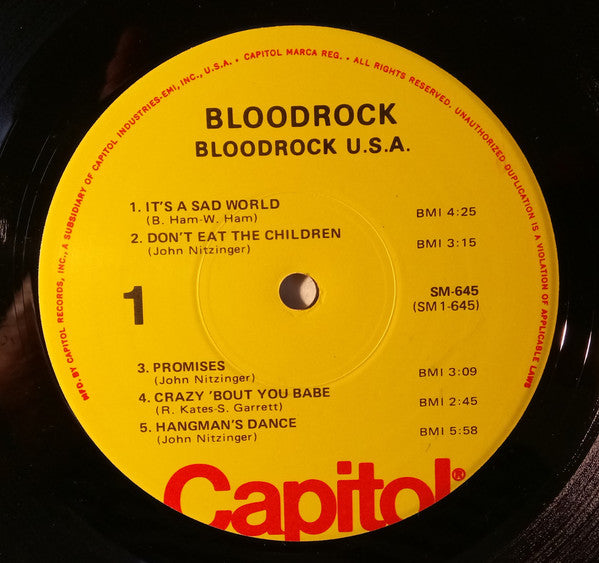 MFD. BY CAPITOL RECORDS, INC., A SUBSIDIARY OF CAPITOL INDUSTRIES-EMI, INC., U.S.A. • CAPITOL MARCA REG. • ALL RIGHTS RESERVED. UNAUTHORIZED DUPLICATION IS A VIOLATION OF APPLICABLE LAWS
BLOODROCK
BLOODROCK U.S.A.
1. IT'S A SAD WORLD
(B. Ham-W. Ham) BMI 4:25
2. DON'T EAT THE CHILDREN
(John Nitzinger) BMI 3:15
1 SM-645
(SM1-645)
3. PROMISES
(John Nitzinger) BMI 3:09
4. CRAZY 'BOUT YOU BABE
(R. Kates-S. Garrett) BMI 2:45
5. HANGMAN'S DANCE
(John Nitzinger) BMI 5:58
Capitol®